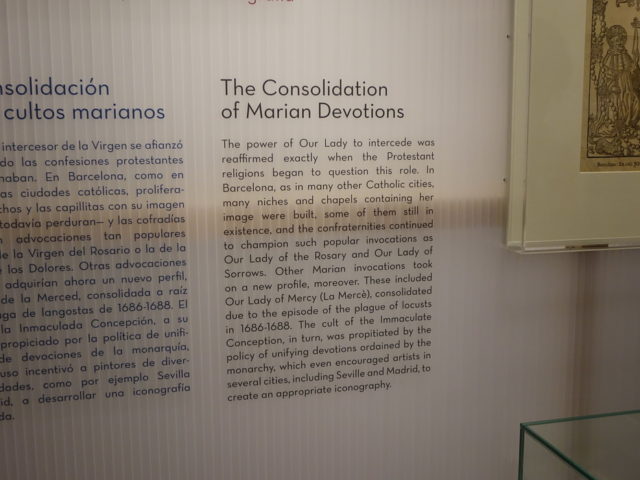 nsolidación
cultos marianos
intercesor de la Virgen se afianzó
do las confesiones protestantes
naban. En Barcelona, como en
as ciudades católicas, prolifera-
chos y las capillitas con su imagen
todavía perduran— y las cofradías
n advocaciones tan populares
de la Virgen del Rosario o la de la
e los Dolores. Otras advocaciones
adquirían ahora un nuevo perfil,
de la Merced, consolidada a raíz
aga de langostas de 1686-1688. El
la Inmaculada Concepción, a su
propiciado por la política de unifi-
de devociones de la monarquía,
uso incentivó a pintores de diver-
dades, como por ejemplo Sevilla
id, a desarrollar una iconografía
da.
The Consolidation
of Marian Devotions
The power of Our Lady to intercede was
reaffirmed exactly when the Protestant
religions began to question this role. In
Barcelona, as in many other Catholic cities,
many niches and chapels containing her
image were built, some of them still in
existence, and the confraternities continued
to champion such popular invocations as
Our Lady of the Rosary and Our Lady of
Sorrows. Other Marian invocations took
on a new profile, moreover. These included
Our Lady of Mercy (La Mercè), consolidated
due to the episode of the plague of locusts
in 1686-1688. The cult of the Immaculate
Conception, in turn, was propitiated by the
policy of unifying devotions ordained by the
monarchy, which even encouraged artists in
several cities, including Seville and Madrid, to
create an appropriate iconography.